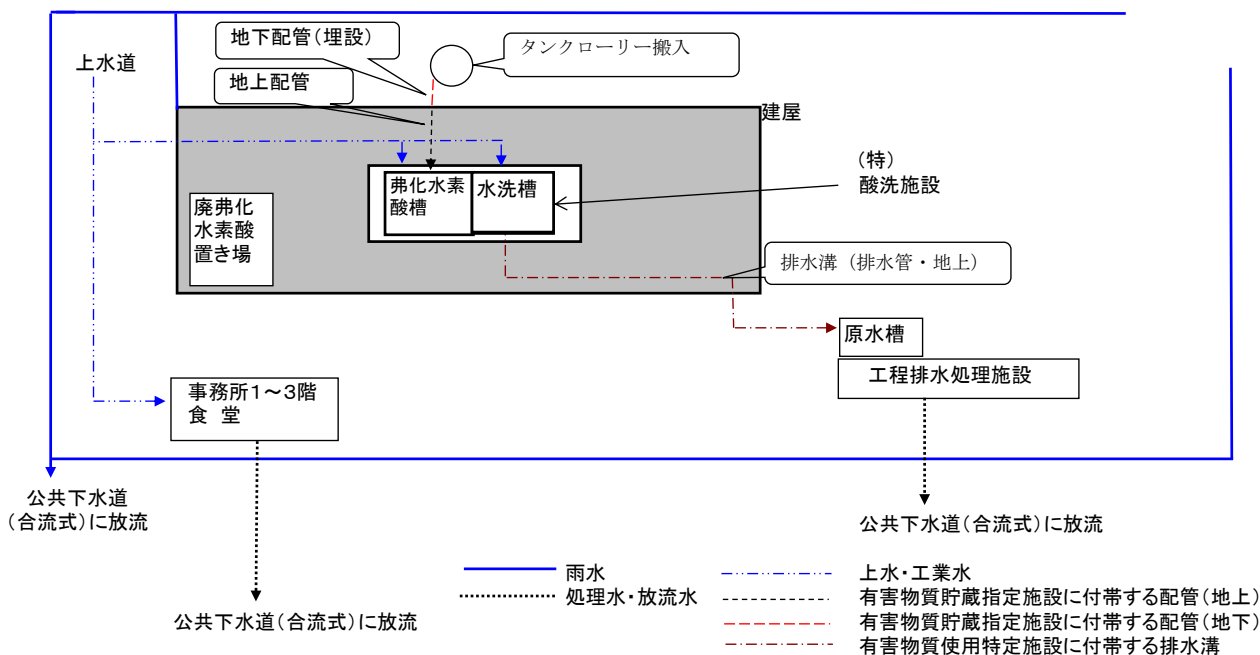 地下配管(埋設)
タンクローリー搬入
上水道
地上配管
建屋
(特)
酸洗施設
弗化水素
酸槽
水洗槽
廃弗化
水素酸
置き場
排水溝（排水管・地上）
原水槽
工程排水処理施設
事務所1～3階
食 堂
公共下水道
(合流式)に放流
公共下水道(合流式)に放流
公共下水道(合流式)に放流
雨水
処理水・放流水
上水・工業水
有害物質貯蔵指定施設に付帯する配管(地上)
有害物質貯蔵指定施設に付帯する配管(地下)
有害物質使用特定施設に付帯する排水溝